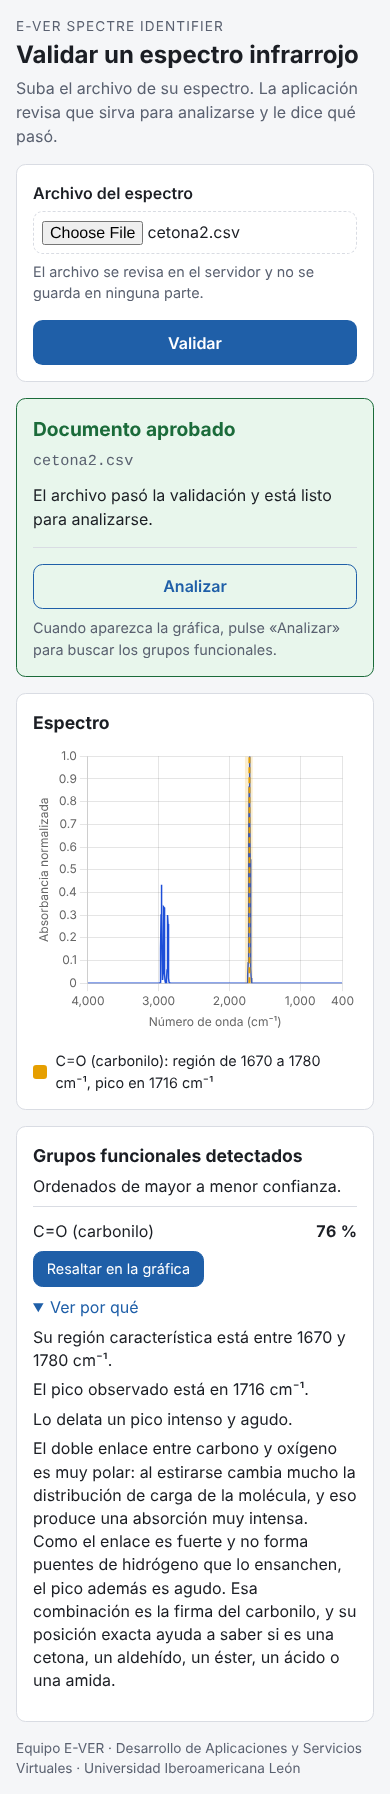 E-VER SPECTRE IDENTIFIER
Validar un espectro infrarrojo
Suba el archivo de su espectro. La aplicación
revisa que sirva para analizarse y le dice qué
pasó.
Archivo del espectro
Choose File cetona2.csv
El archivo se revisa en el servidor y no se
guarda en ninguna parte.
Validar
Documento aprobado
cetona2.csv
El archivo pasó la validación y está listo
para analizarse.
Analizar
Cuando aparezca la gráfica, pulse «Analizar»
para buscar los grupos funcionales.
Espectro
1.0
0.9
0.8
0.7
0.6
0.5
0.4
0.3
0.2
0.1
0
Absorbancia normalizada
4,000 3,000 2,000 1,000 400
Número de onda (cm⁻¹)
C=O (carbonilo): región de 1670 a 1780
cm⁻¹, pico en 1716 cm⁻¹
Grupos funcionales detectados
Ordenados de mayor a menor confianza.
C=O (carbonilo) 76 %
Resaltar en la gráfica
▼ Ver por qué
Su región característica está entre 1670 y
1780 cm⁻¹.
El pico observado está en 1716 cm⁻¹.
Lo delata un pico intenso y agudo.
El doble enlace entre carbono y oxígeno
es muy polar: al estirarse cambia mucho la
distribución de carga de la molécula, y eso
produce una absorción muy intensa.
Como el enlace es fuerte y no forma
puentes de hidrógeno que lo ensanchen,
el pico además es agudo. Esa
combinación es la firma del carbonilo, y su
posición exacta ayuda a saber si es una
cetona, un aldehído, un éster, un ácido o
una amida.
Equipo E-VER · Desarrollo de Aplicaciones y Servicios
Virtuales · Universidad Iberoamericana León